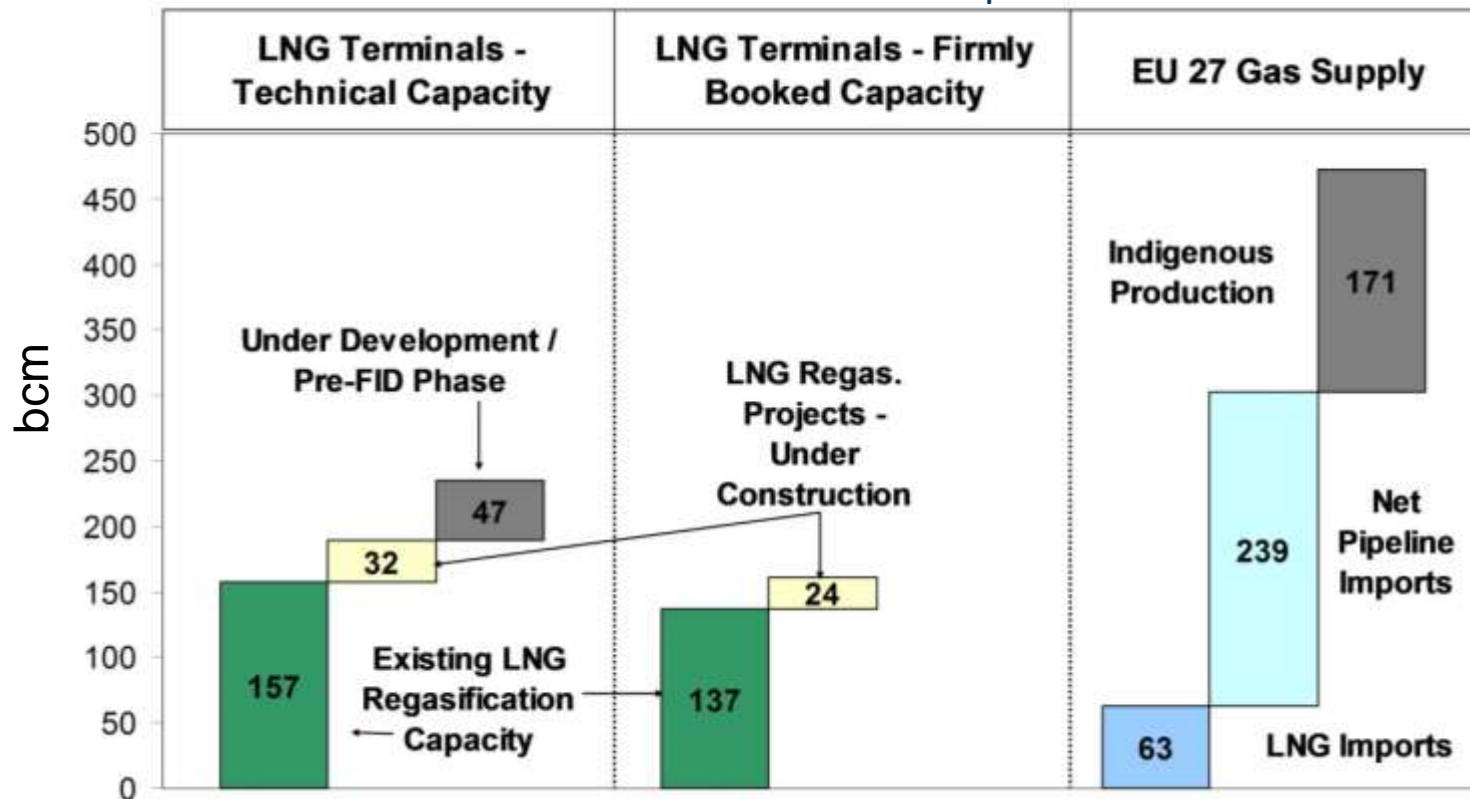 LNG Terminals -
Technical Capacity
LNG Terminals - Firmly
Booked Capacity
EU 27 Gas Supply
bcm
500
450
400
350
300
250
200
150
100
50
0
Under Development /
Pre-FID Phase
47
32
157
Existing LNG
Regasification
Capacity
LNG Regas.
Projects -
Under
Construction
24
137
Indigenous
Production
171
239
Net
Pipeline
Imports
63
LNG Imports